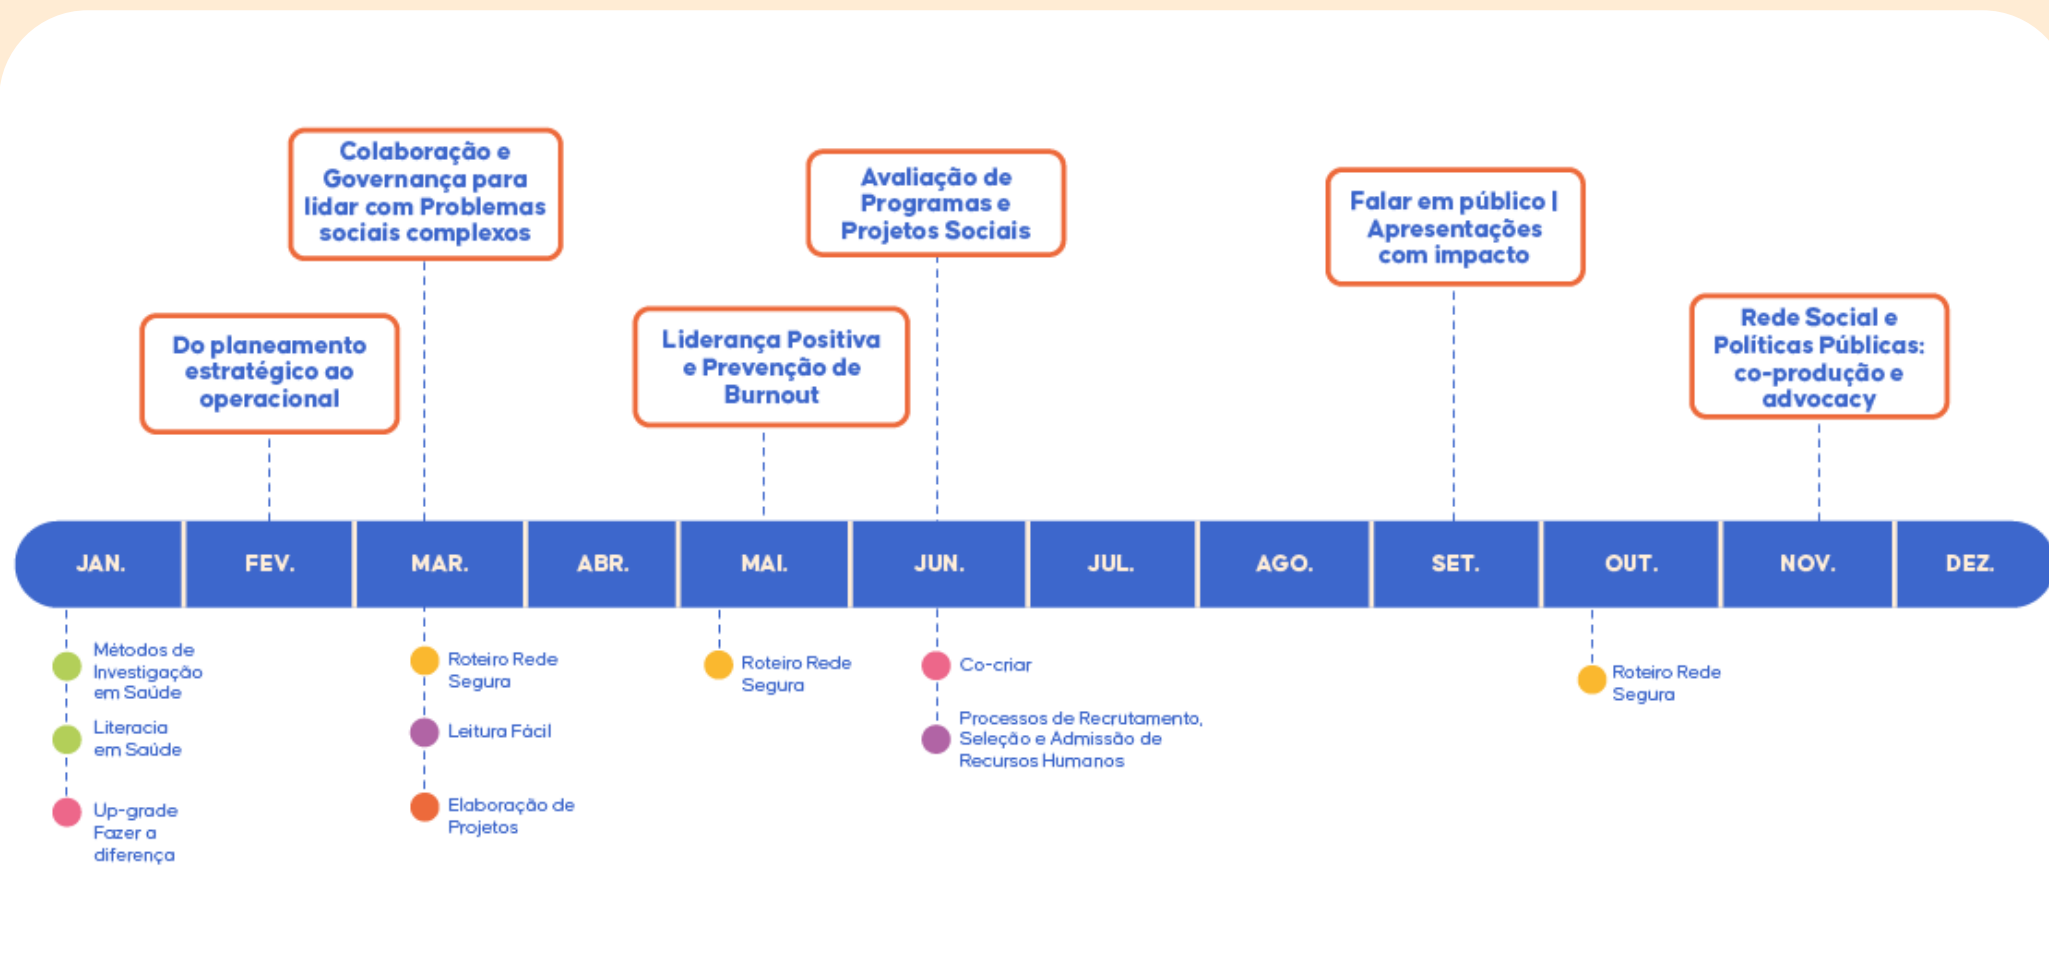 Colaboração e
Governança para
lidar com Problemas
sociais complexos
Avaliação de
Programas e
Projetos Sociais
Falar em público |
Apresentações
com impacto
Do planeamento
estratégico ao
operacional
Liderança Positiva
e Prevenção de
Burnout
Rede Social e
Políticas Públicas:
co-produção e
advocacy
JAN.
FEV.
MAR.
ABR.
MAI.
JUN.
JUL.
AGO.
SET.
OUT.
NOV.
DEZ.
Métodos de
Investigação
em Saúde
Literacia
em Saúde
Up-grade
Fazer a
diferença
Roteiro Rede
Segura
Leitura Fácil
Elaboração de
Projetos
Roteiro Rede
Segura
Co-criar
Processos de Recrutamento,
Seleção e Admissão de
Recursos Humanos
Roteiro Rede
Segura